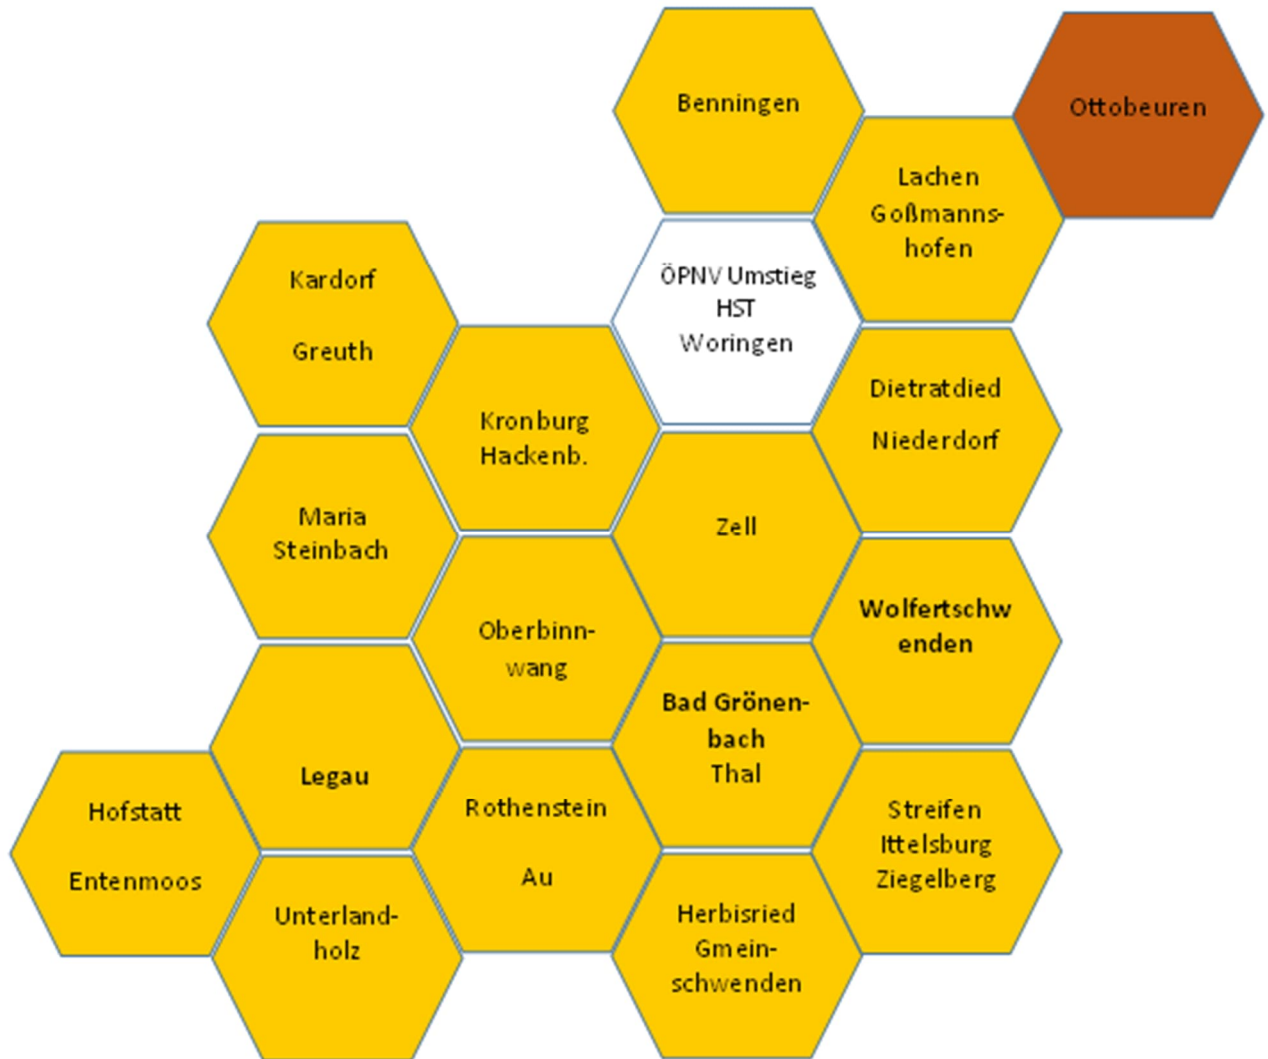 Benningen
Ottobeuren
Lachen
Goßmanns-
hofen
ÖPNV Umstieg
HST
Woringen
Kardorf
Greuth
Kronburg
Hackenb.
Dietratdied
Niederdorf
Maria
Steinbach
Zell
Oberbinn-
wang
Wolfertschw
enden
Bad Grönen-
bach
Thal
Legau
Hofstatt
Entenmoos
Rothenstein
Au
Streifen
Ittelsburg
Ziegelberg
Unterland-
holz
Herbisried
Gmein-
schwenden